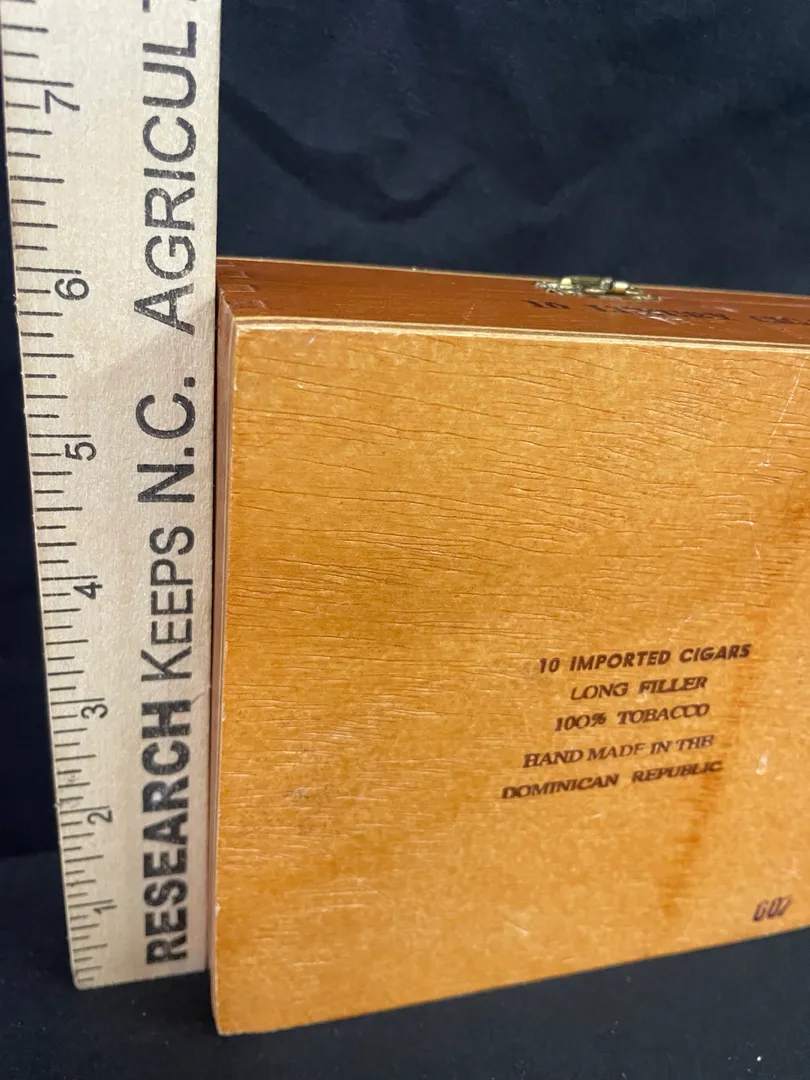 7
6
5
4
3
2
1
RESEARCH KEEPS N.C. AGRICULT
10 IMPORTED CIGARS
LONG FILLER
100% TOBACCO
HAND MADE IN THE
DOMINICAN REPUBLIC
607